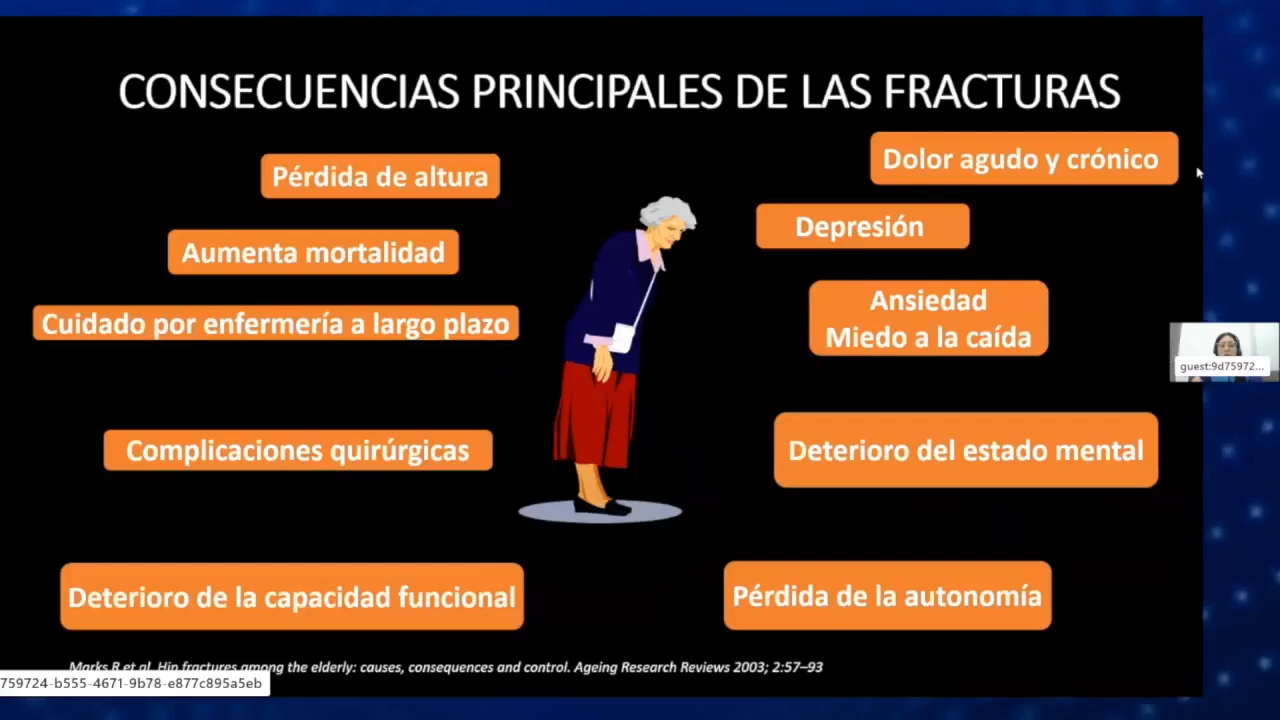 CONSECUENCIAS PRINCIPALES DE LAS FRACTURAS
Pérdida de altura
Dolor agudo y crónico
Depresión
Aumenta mortalidad
Ansiedad
Miedo a la caída
Cuidado por enfermería a largo plazo
guest:9d75972...
Complicaciones quirúrgicas
Deterioro del estado mental
Deterioro de la capacidad funcional
Pérdida de la autonomía
Marks R et al. Hip fractures among the elderly: causes, consequences and control. Ageing Research Reviews 2003; 2:57–93
759724-b555-4671-9b78-e877c895a5eb